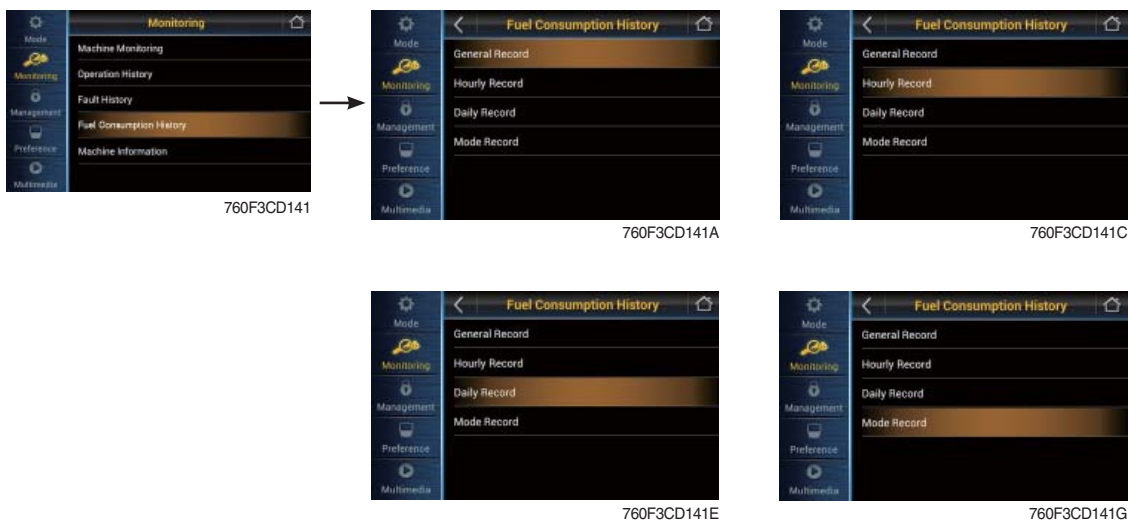 Monitoring
Mode
Monitoring
Management
Preference
Multimedia
Machine Monitoring
Operation History
Fault History
Fuel Consumption History
Machine Information
760F3CD141
Fuel Consumption History
Mode
Monitoring
Management
Preference
Multimedia
General Record
Hourly Record
Daily Record
Mode Record
760F3CD141A
Fuel Consumption History
Mode
Monitoring
Management
Preference
Multimedia
General Record
Hourly Record
Daily Record
Mode Record
760F3CD141C
Fuel Consumption History
Mode
Monitoring
Management
Preference
Multimedia
General Record
Hourly Record
Daily Record
Mode Record
760F3CD141E
Fuel Consumption History
Mode
Monitoring
Management
Preference
Multimedia
General Record
Hourly Record
Daily Record
Mode Record
760F3CD141G